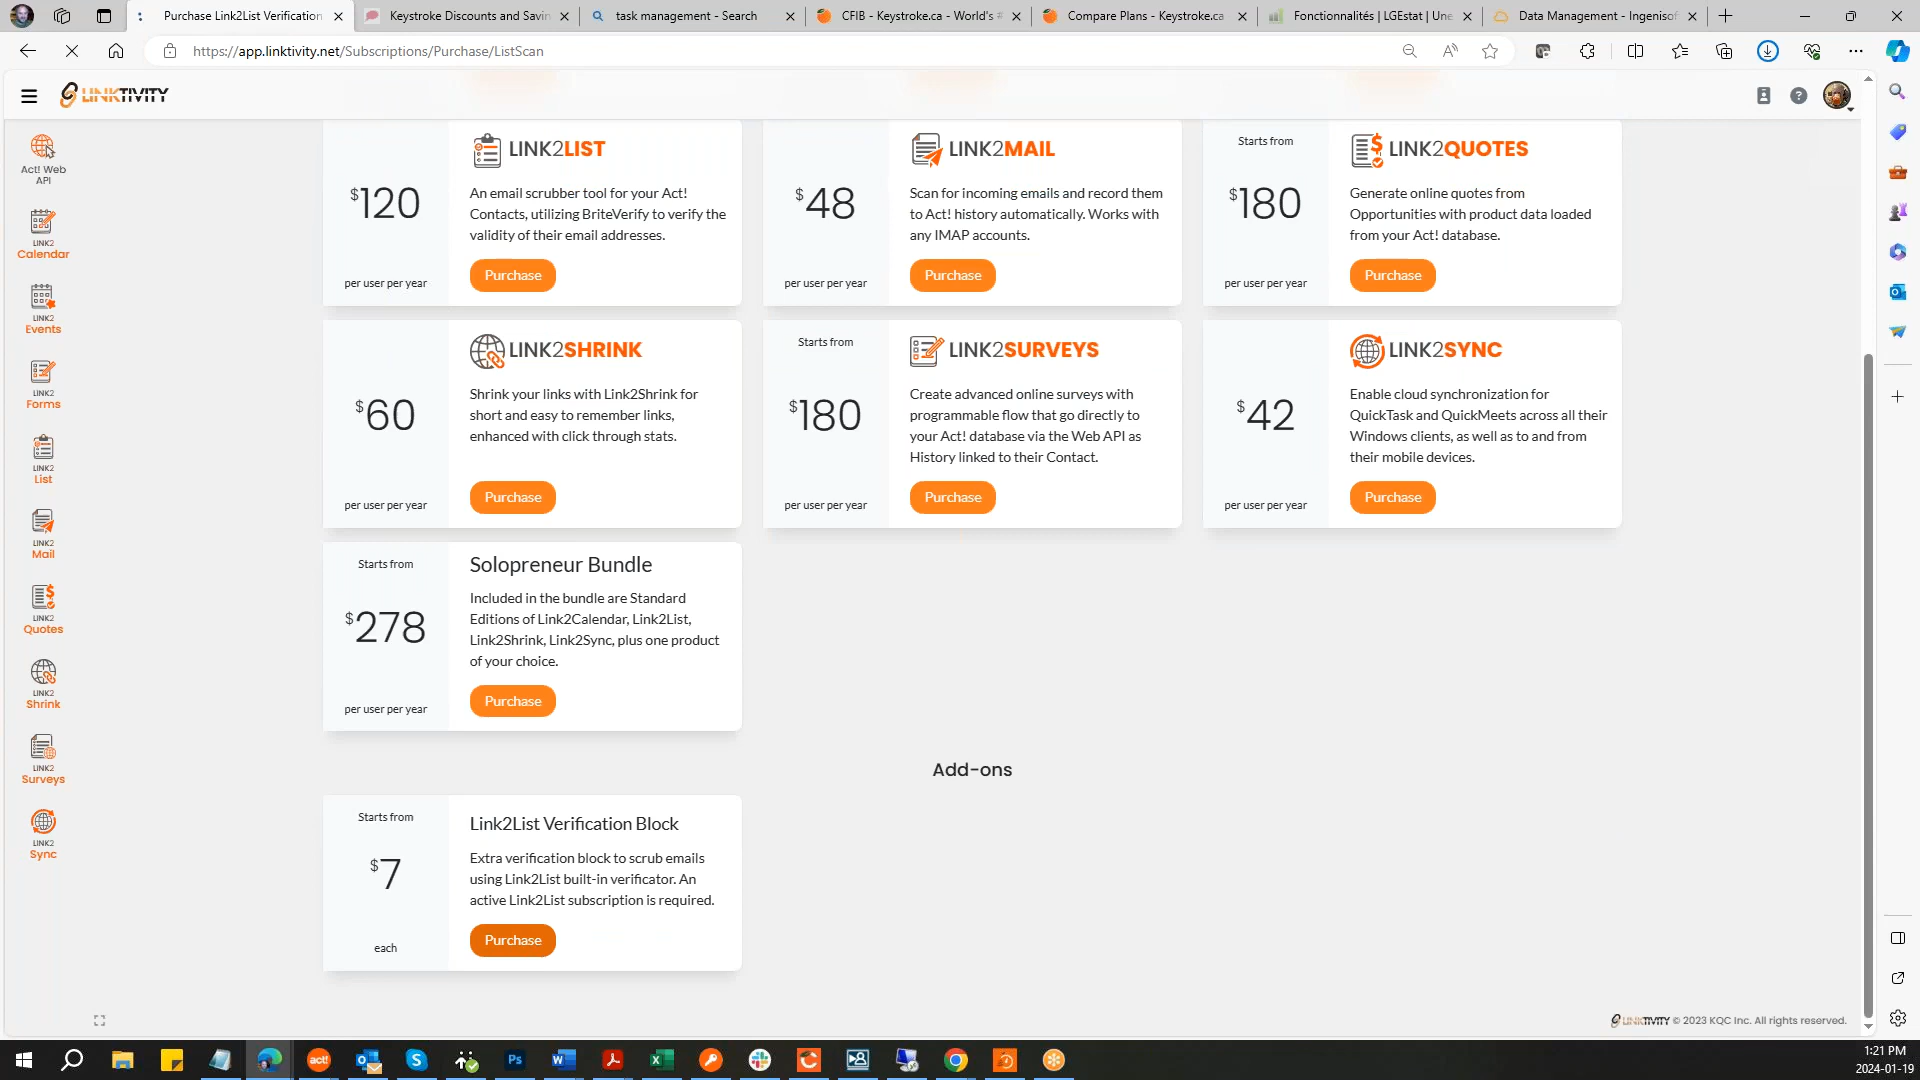 Purchase Link2List Verification
Keystroke Discounts and Savin
task management - Search
CFIB - Keystroke.ca - World's #
Compare Plans - Keystroke.ca
Fonctionnalités | LGEstat | Une
Data Management - Ingenisof
https://app.linktivity.net/Subscriptions/Purchase/ListScan
LINKTIVITY
Act! Web
API
LINK2
Calendar
LINK2
Events
LINK2
Forms
LINK2
List
LINK2
Mail
LINK2
Quotes
LINK2
Shrink
LINK2
Surveys
LINK2
Sync
$120
per user per year
LINK2LIST
An email scrubber tool for your Act!
Contacts, utilizing BriteVerify to verify the
validity of their email addresses.
Purchase
$48
per user per year
LINK2MAIL
Scan for incoming emails and record them
to Act! history automatically. Works with
any IMAP accounts.
Purchase
Starts from
$180
per user per year
LINK2QUOTES
Generate online quotes from
Opportunities with product data loaded
from your Act! database.
Purchase
$60
per user per year
LINK2SHRINK
Shrink your links with Link2Shrink for
short and easy to remember links,
enhanced with click through stats.
Purchase
Starts from
$180
per user per year
LINK2SURVEYS
Create advanced online surveys with
programmable flow that go directly to
your Act! database via the Web API as
History linked to their Contact.
Purchase
$42
per user per year
LINK2SYNC
Enable cloud synchronization for
QuickTask and QuickMeets across all their
Windows clients, as well as to and from
their mobile devices.
Purchase
Starts from
$278
per user per year
Solopreneur Bundle
Included in the bundle are Standard
Editions of Link2Calendar, Link2List,
Link2Shrink, Link2Sync, plus one product
of your choice.
Purchase
Add-ons
Starts from
$7
each
Link2List Verification Block
Extra verification block to scrub emails
using Link2List built-in verificator. An
active Link2List subscription is required.
Purchase
LINKTIVITY © 2023 KQC Inc. All rights reserved.
act!
Ps
1:21 PM
2024-01-19